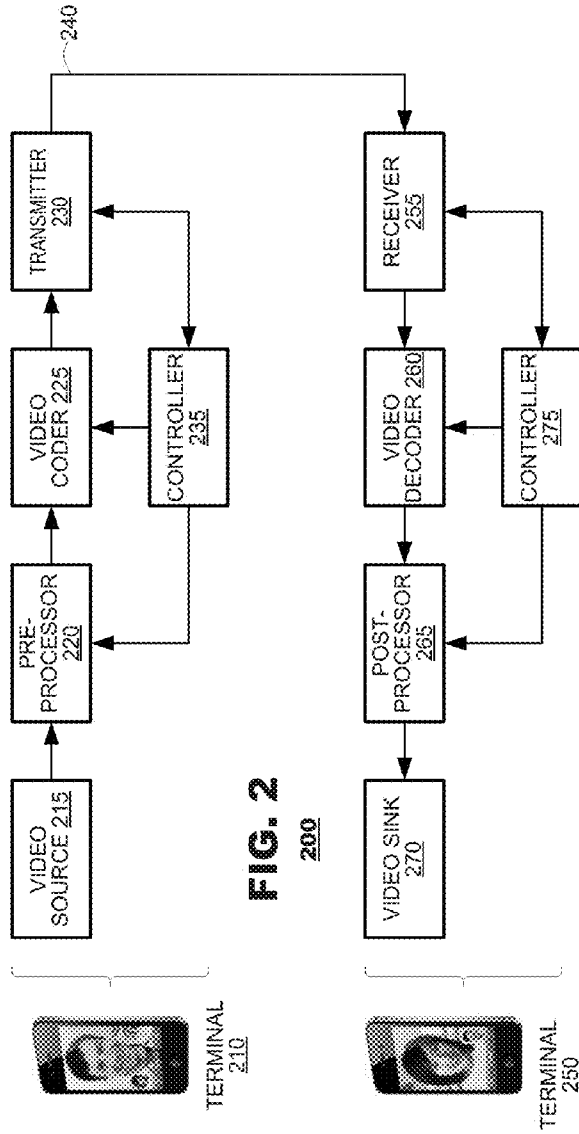 240
TRANSMITTER
230
VIDEO
CODER 225
CONTROLLER
235
PRE-
PROCESSOR
220
VIDEO
SOURCE 215
TERMINAL
210
FIG. 2
200
RECEIVER
255
VIDEO
DECODER 260
CONTROLLER
275
POST-
PROCESSOR
265
VIDEO SINK
270
TERMINAL
250